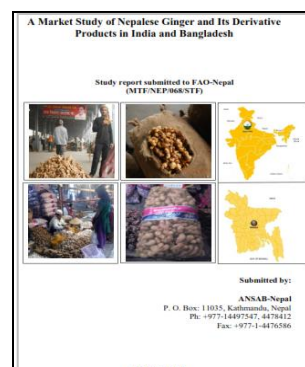 A Market Study of Nepalese Ginger and Its Derivative
Products in India and Bangladesh
Study report submitted to FAO-Nepal
(MTF/NEP/068/STF)
Submitted by:
ANSAB-Nepal
P. O. Box: 11035, Kathmandu, Nepal
Ph: +977-14497547, 4478412
Fax: +977-1-4476586